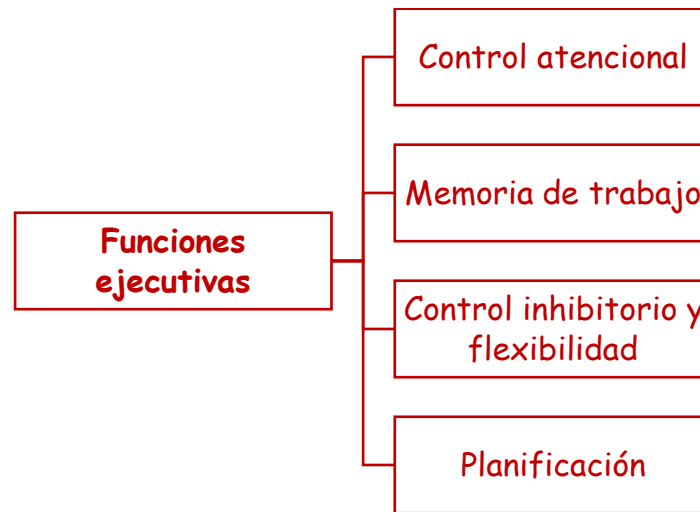 Control atencional
Memoria de trabajo
Funciones
ejecutivas
Control inhibitorio y
flexibilidad
Planificación